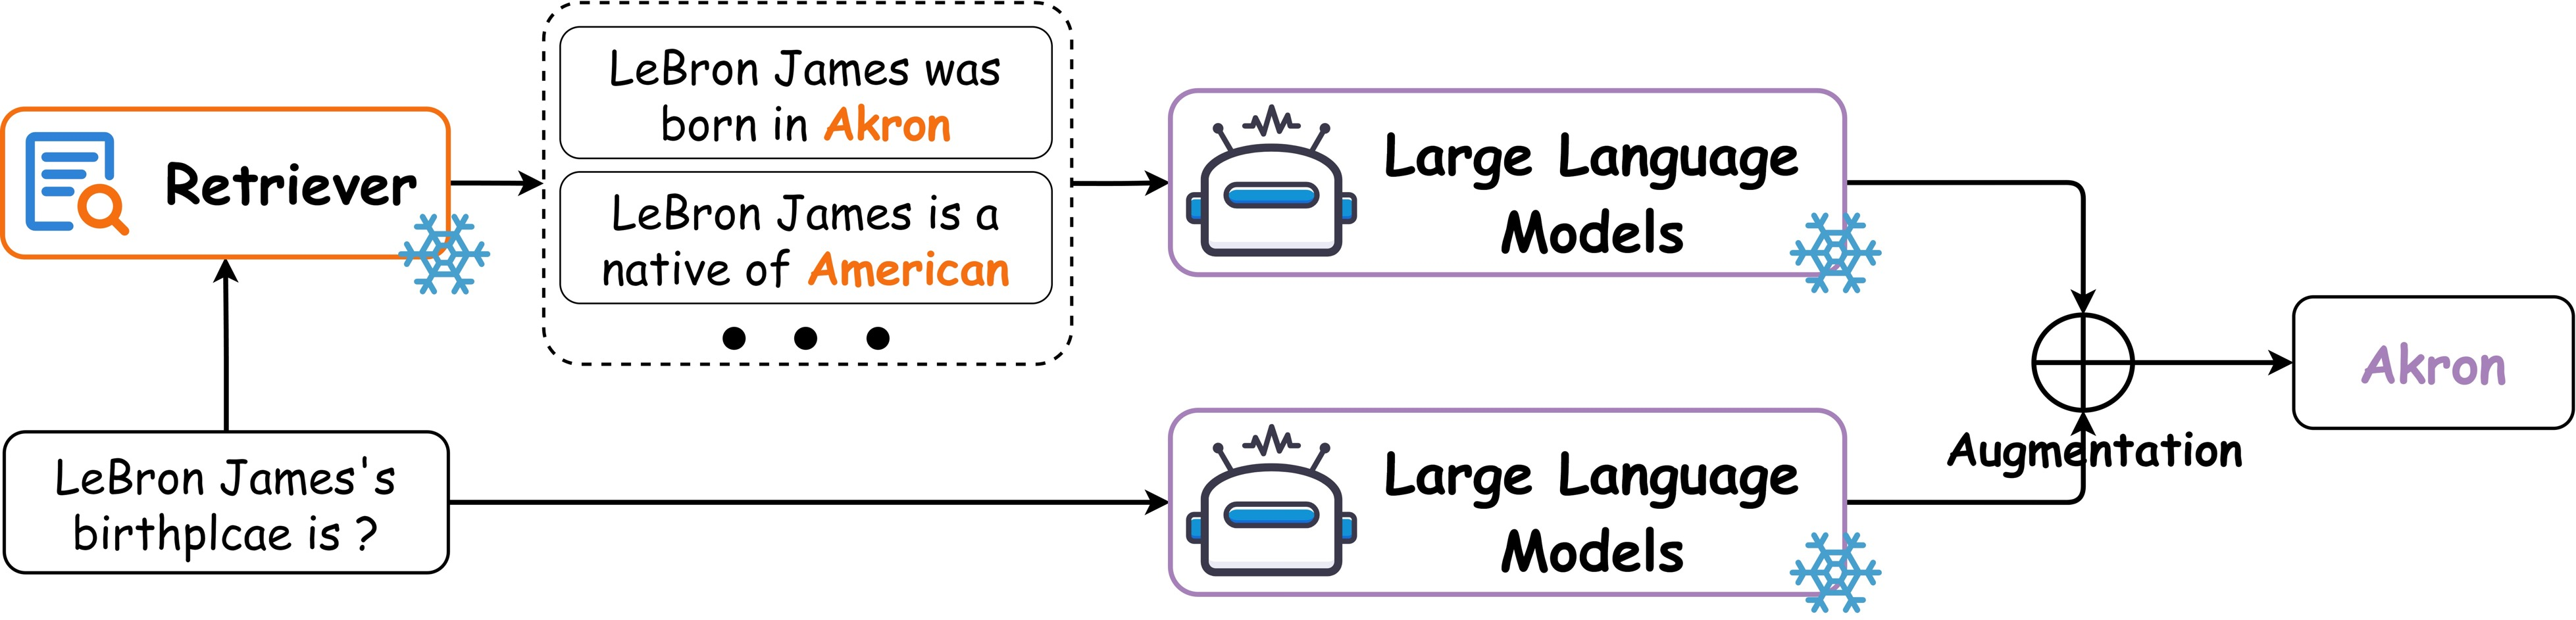 LeBron James was
born in Akron
LeBron James is a
native of American
Retriever
LeBron James's
birthplcae is ?
Large Language
Models
Large Language
Models
Augmentation
Akron